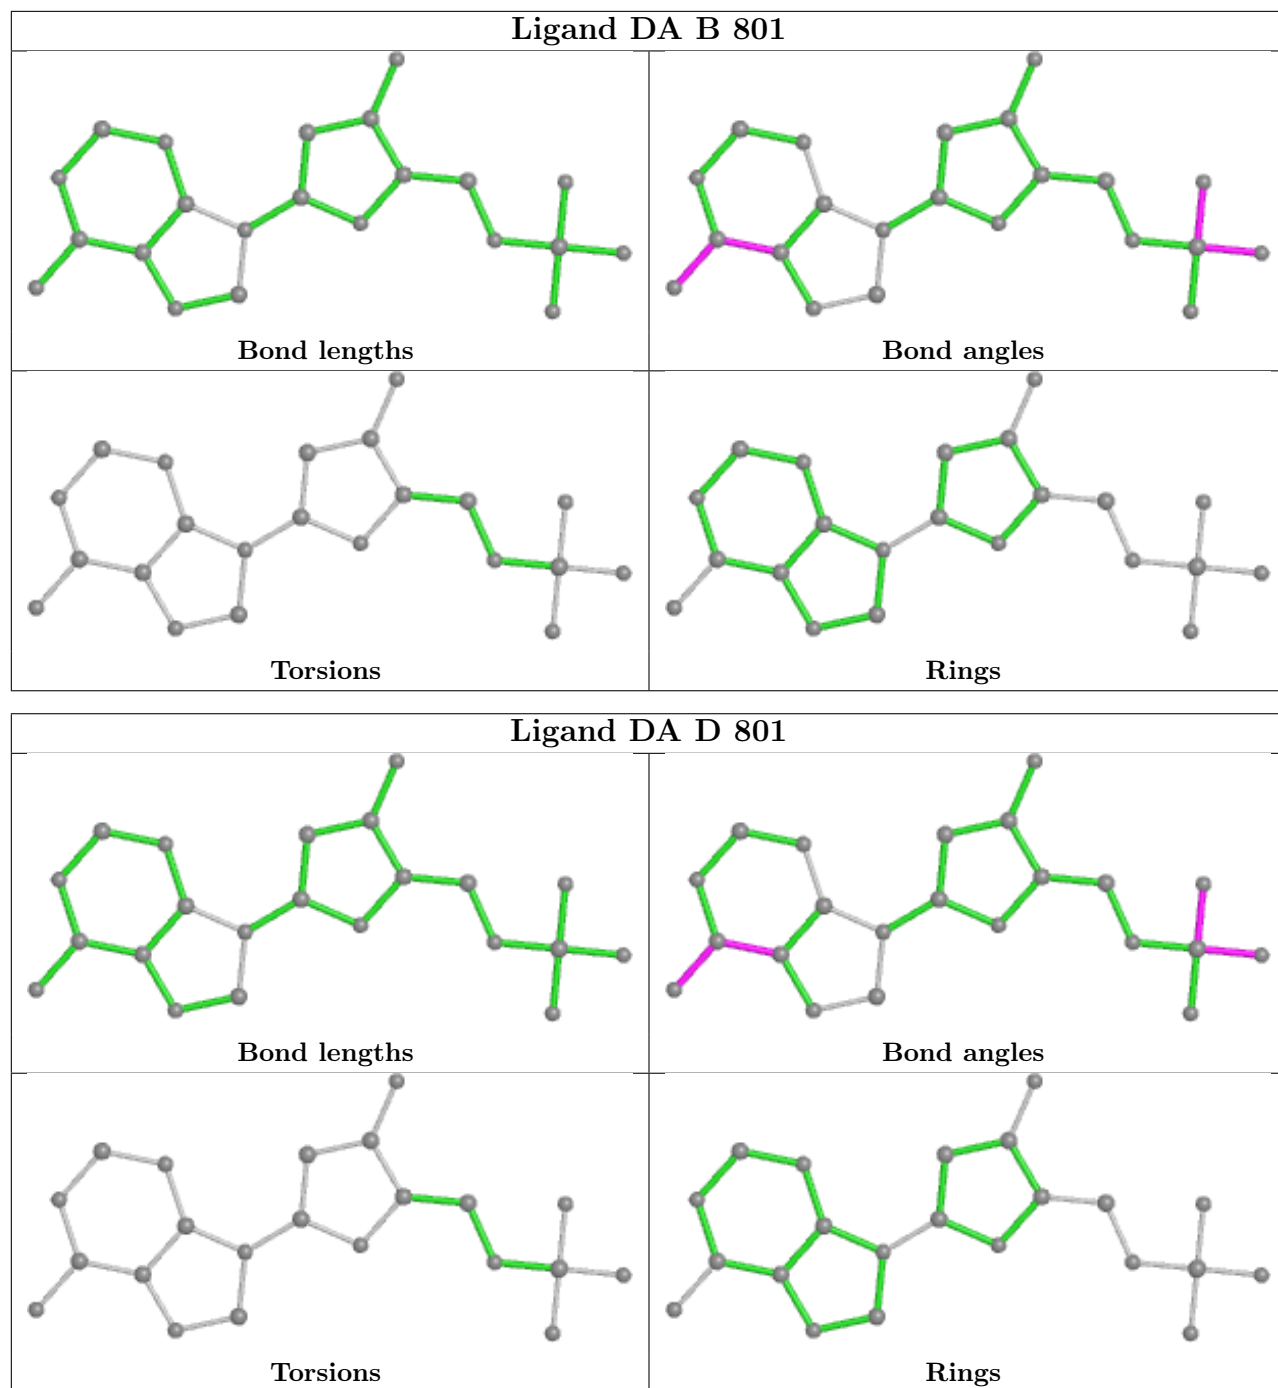 Ligand DA B 801
Bond lengths
Bond angles
Torsions
Rings
Ligand DA D 801
Bond lengths
Bond angles
Torsions
Rings